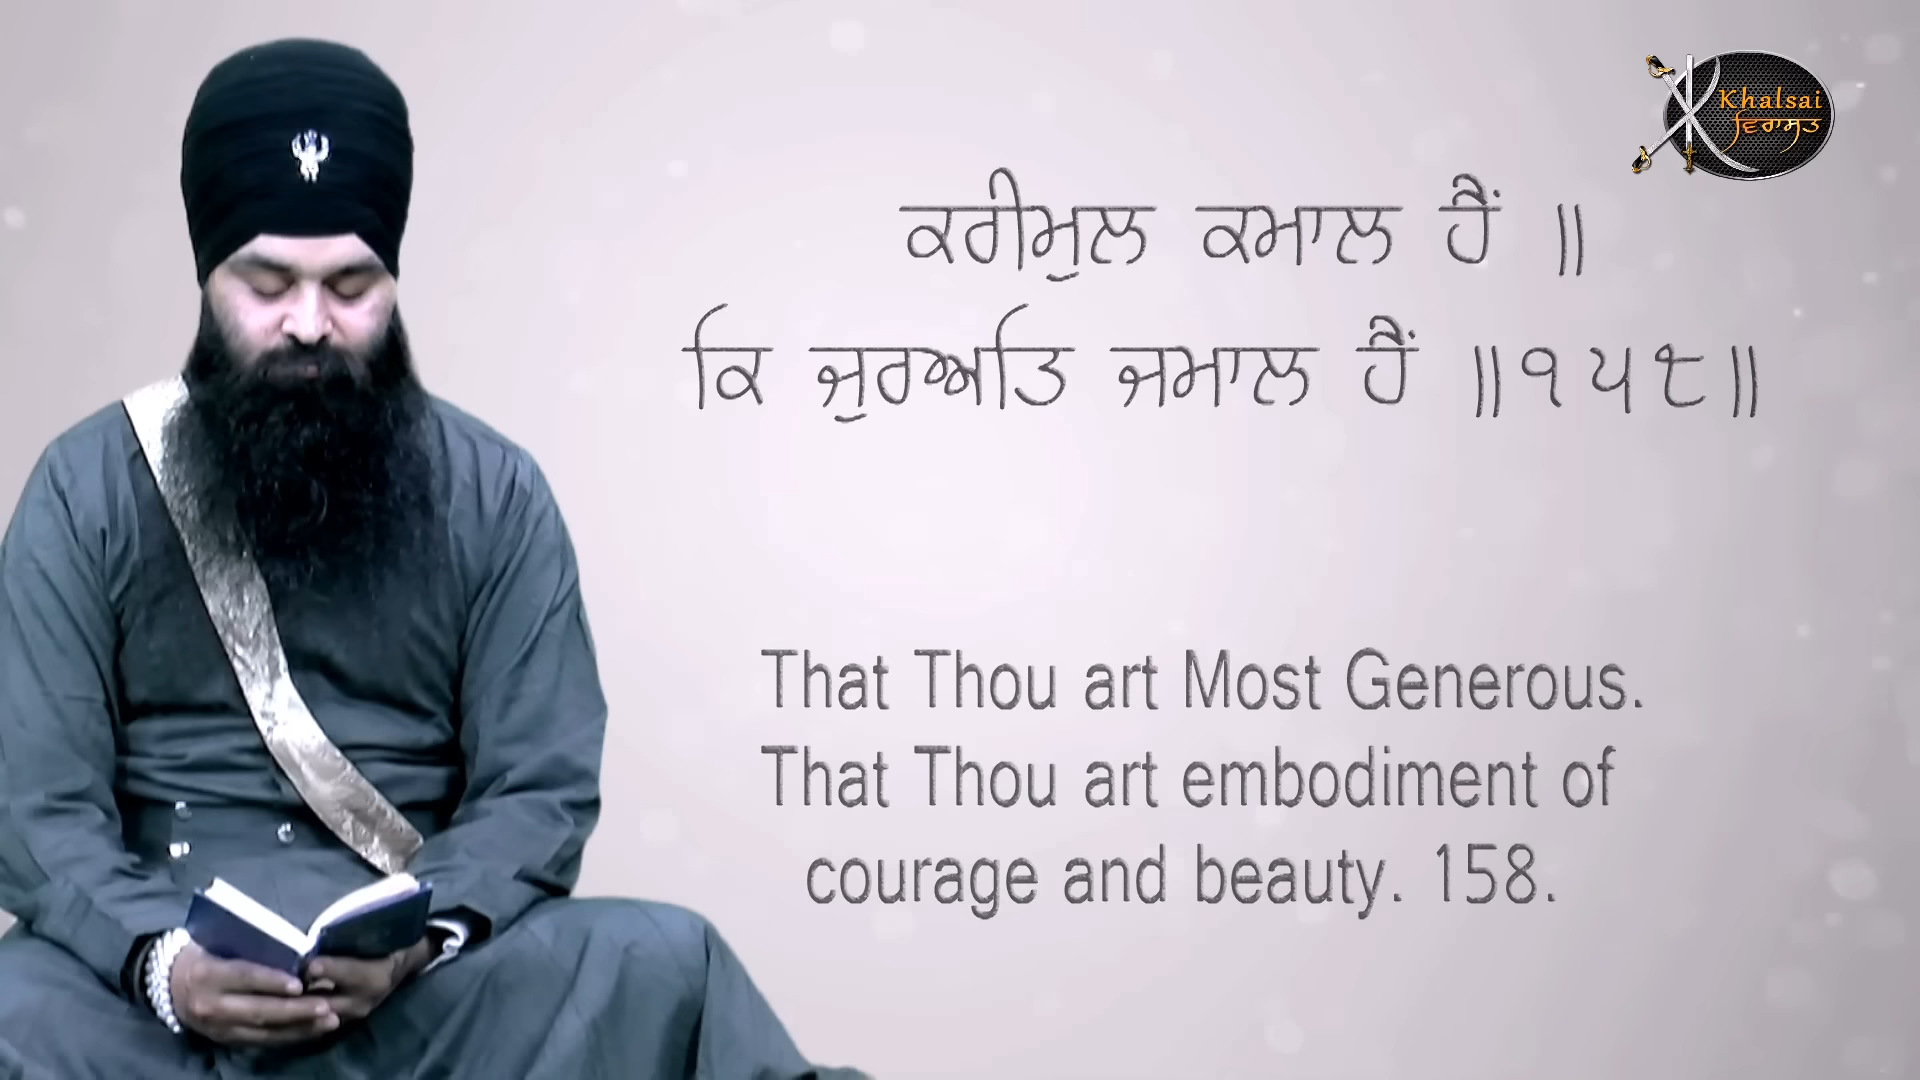 Khalsai
ਵਿਰਾਸਤ
ਕਰੀਮੁਲ ਕਮਾਲ ਹੈਂ ॥
ਕਿ ਜੁਰਅਤਿ ਜਮਾਲ ਹੈਂ ॥੧੫੮॥
That Thou art Most Generous.
That Thou art embodiment of
courage and beauty. 158.